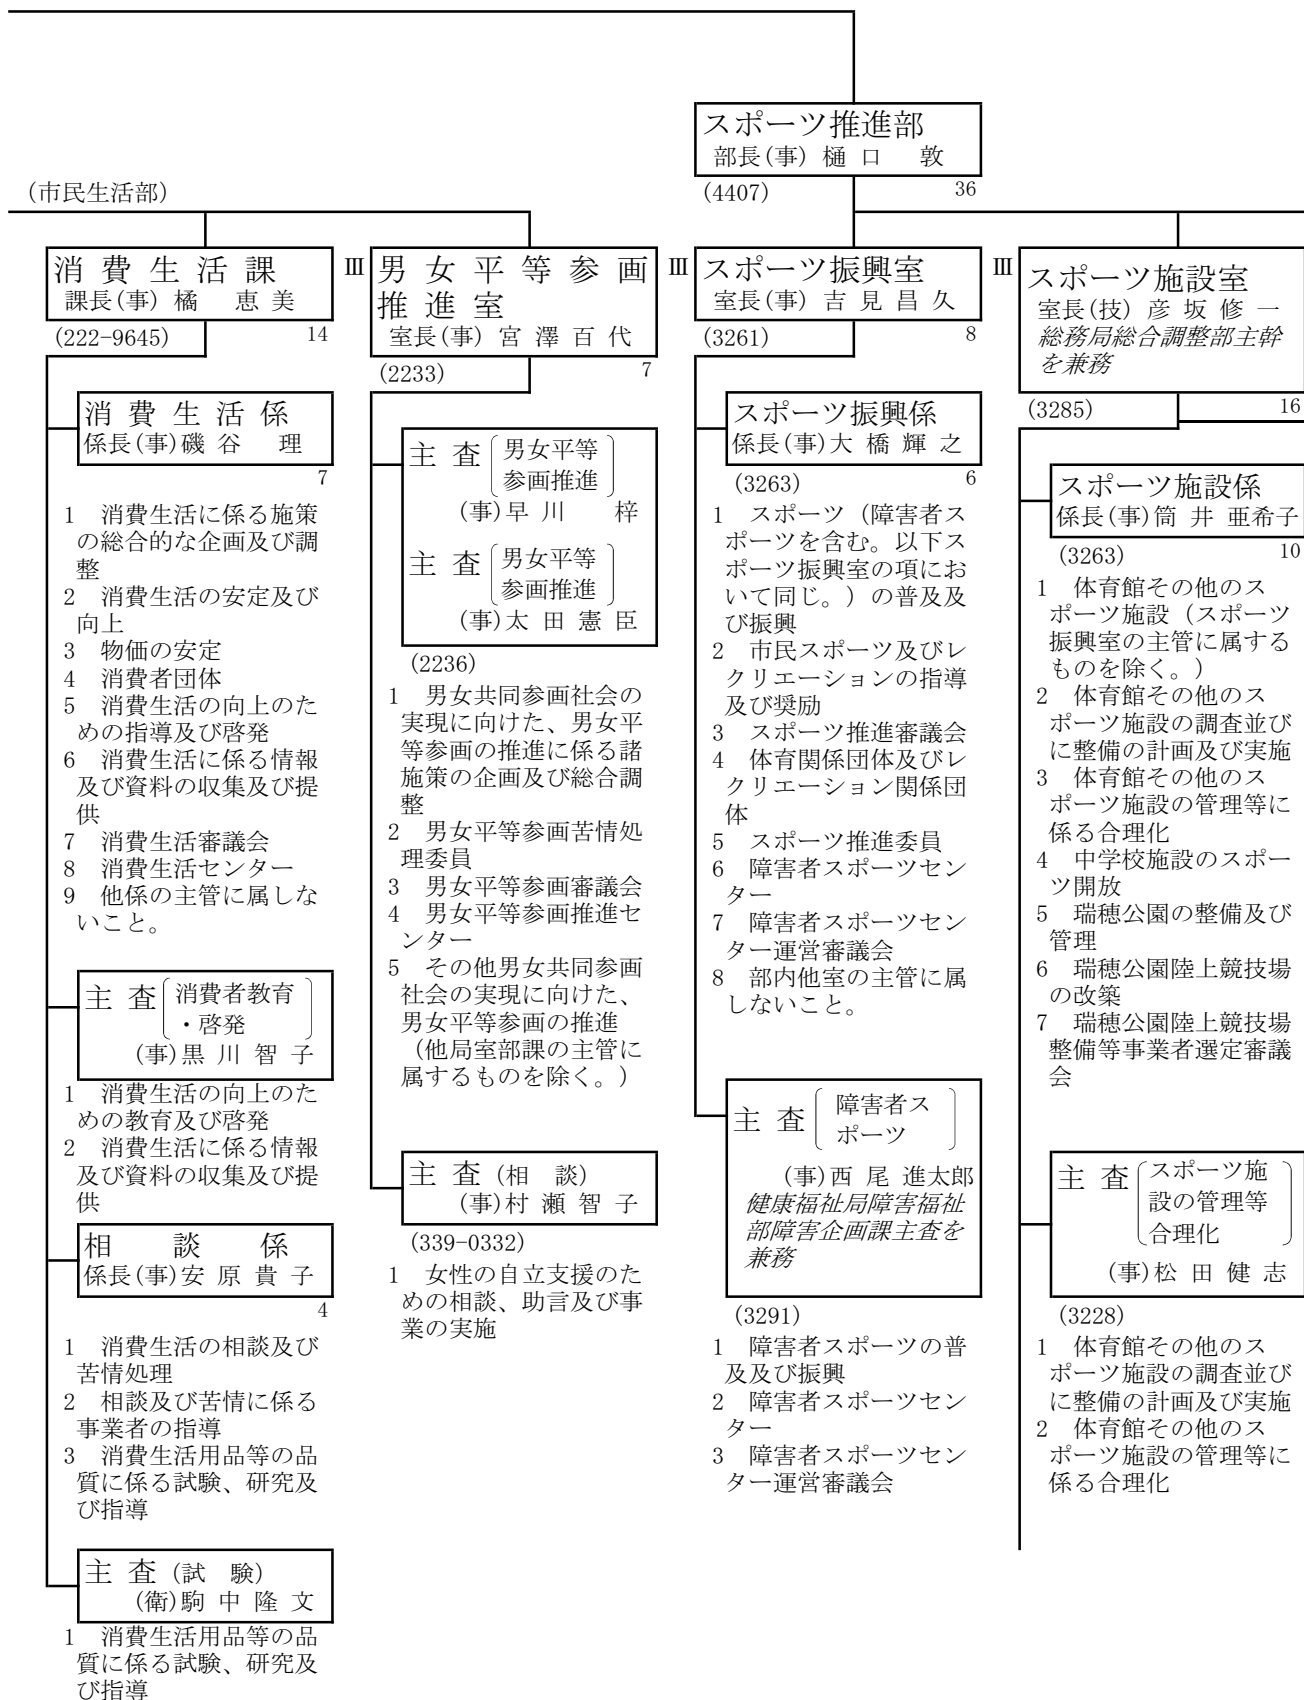 スポーツ推進部
部長(事) 樋口 敦
(4407) 36
(市民生活部)
消費生活課
課長(事) 橘 恵美
(222-9645) 14
消費生活係
係長(事)磯谷 理
7
1 消費生活に係る施策
の総合的な企画及び調
整
2 消費生活の安定及び
向上
3 物価の安定
4 消費者団体
5 消費生活の向上のた
めの指導及び啓発
6 消費生活に係る情報
及び資料の収集及び提
供
7 消費生活審議会
8 消費生活センター
9 他係の主管に属しな
いこと。
主査 消費者教育
・啓発
(事)黒川智子
1 消費生活の向上のた
めの教育及び啓発
2 消費生活に係る情報
及び資料の収集及び提
供
相談係
係長(事)安原貴子
4
1 消費生活の相談及び
苦情処理
2 相談及び苦情に係る
事業者の指導
3 消費生活用品等の品
質に係る試験、研究及
び指導
主査(試 験)
(衛)駒中隆文
1 消費生活用品等の品
質に係る試験、研究及
び指導
Ⅲ 男女平等参画
推進室
室長(事) 宮澤百代
(2233) 7
主査 男女平等
参画推進
(事)早川 梓
主査 男女平等
参画推進
(事)太田憲臣
(2236)
1 男女共同参画社会の
実現に向けた、男女平
等参画の推進に係る諸
施策の企画及び総合調
整
2 男女平等参画苦情処
理委員
3 男女平等参画審議会
4 男女平等参画推進セ
ンター
5 その他男女共同参画
社会の実現に向けた、
男女平等参画の推進
(他局室部課の主管に
属するものを除く。)
主査(相 談)
(事)村瀬智子
(339-0332)
1 女性の自立支援のた
めの相談、助言及び事
業の実施
Ⅲ スポーツ振興室
室長(事) 吉見昌久
(3261) 8
スポーツ振興係
係長(事)大橋輝之
(3263) 6
1 スポーツ(障害者ス
ポーツを含む。以下ス
ポーツ振興室の項にお
いて同じ。)の普及及
び振興
2 市民スポーツ及びレ
クリエーションの指導
及び奨励
3 スポーツ推進審議会
4 体育関係団体及びレ
クリエーション関係団
体
5 スポーツ推進委員
6 障害者スポーツセン
ター
7 障害者スポーツセン
ター運営審議会
8 部内他室の主管に属
しないこと。
主査 障害者ス
ポーツ
(事)西尾進太郎
健康福祉局障害福祉
部障害企画課主査を
兼務
(3291)
1 障害者スポーツの普
及及び振興
2 障害者スポーツセン
ター
3 障害者スポーツセン
ター運営審議会
Ⅲ スポーツ施設室
室長(技) 彦坂修一
総務局総合調整部主幹
を兼務
(3285) 16
スポーツ施設係
係長(事)筒井亜希子
(3263) 10
1 体育館その他のス
ポーツ施設(スポーツ
振興室の主管に属する
ものを除く。)
2 体育館その他のス
ポーツ施設の調査並び
に整備の計画及び実施
3 体育館その他のス
ポーツ施設の管理等に
係る合理化
4 中学校施設のスポー
ツ開放
5 瑞穂公園の整備及び
管理
6 瑞穂公園陸上競技場
の改築
7 瑞穂公園陸上競技場
整備等事業者選定審議
会
主査 スポーツ施
設の管理等
合理化
(事)松田健志
(3228)
1 体育館その他のス
ポーツ施設の調査並び
に整備の計画及び実施
2 体育館その他のス
ポーツ施設の管理等に
係る合理化